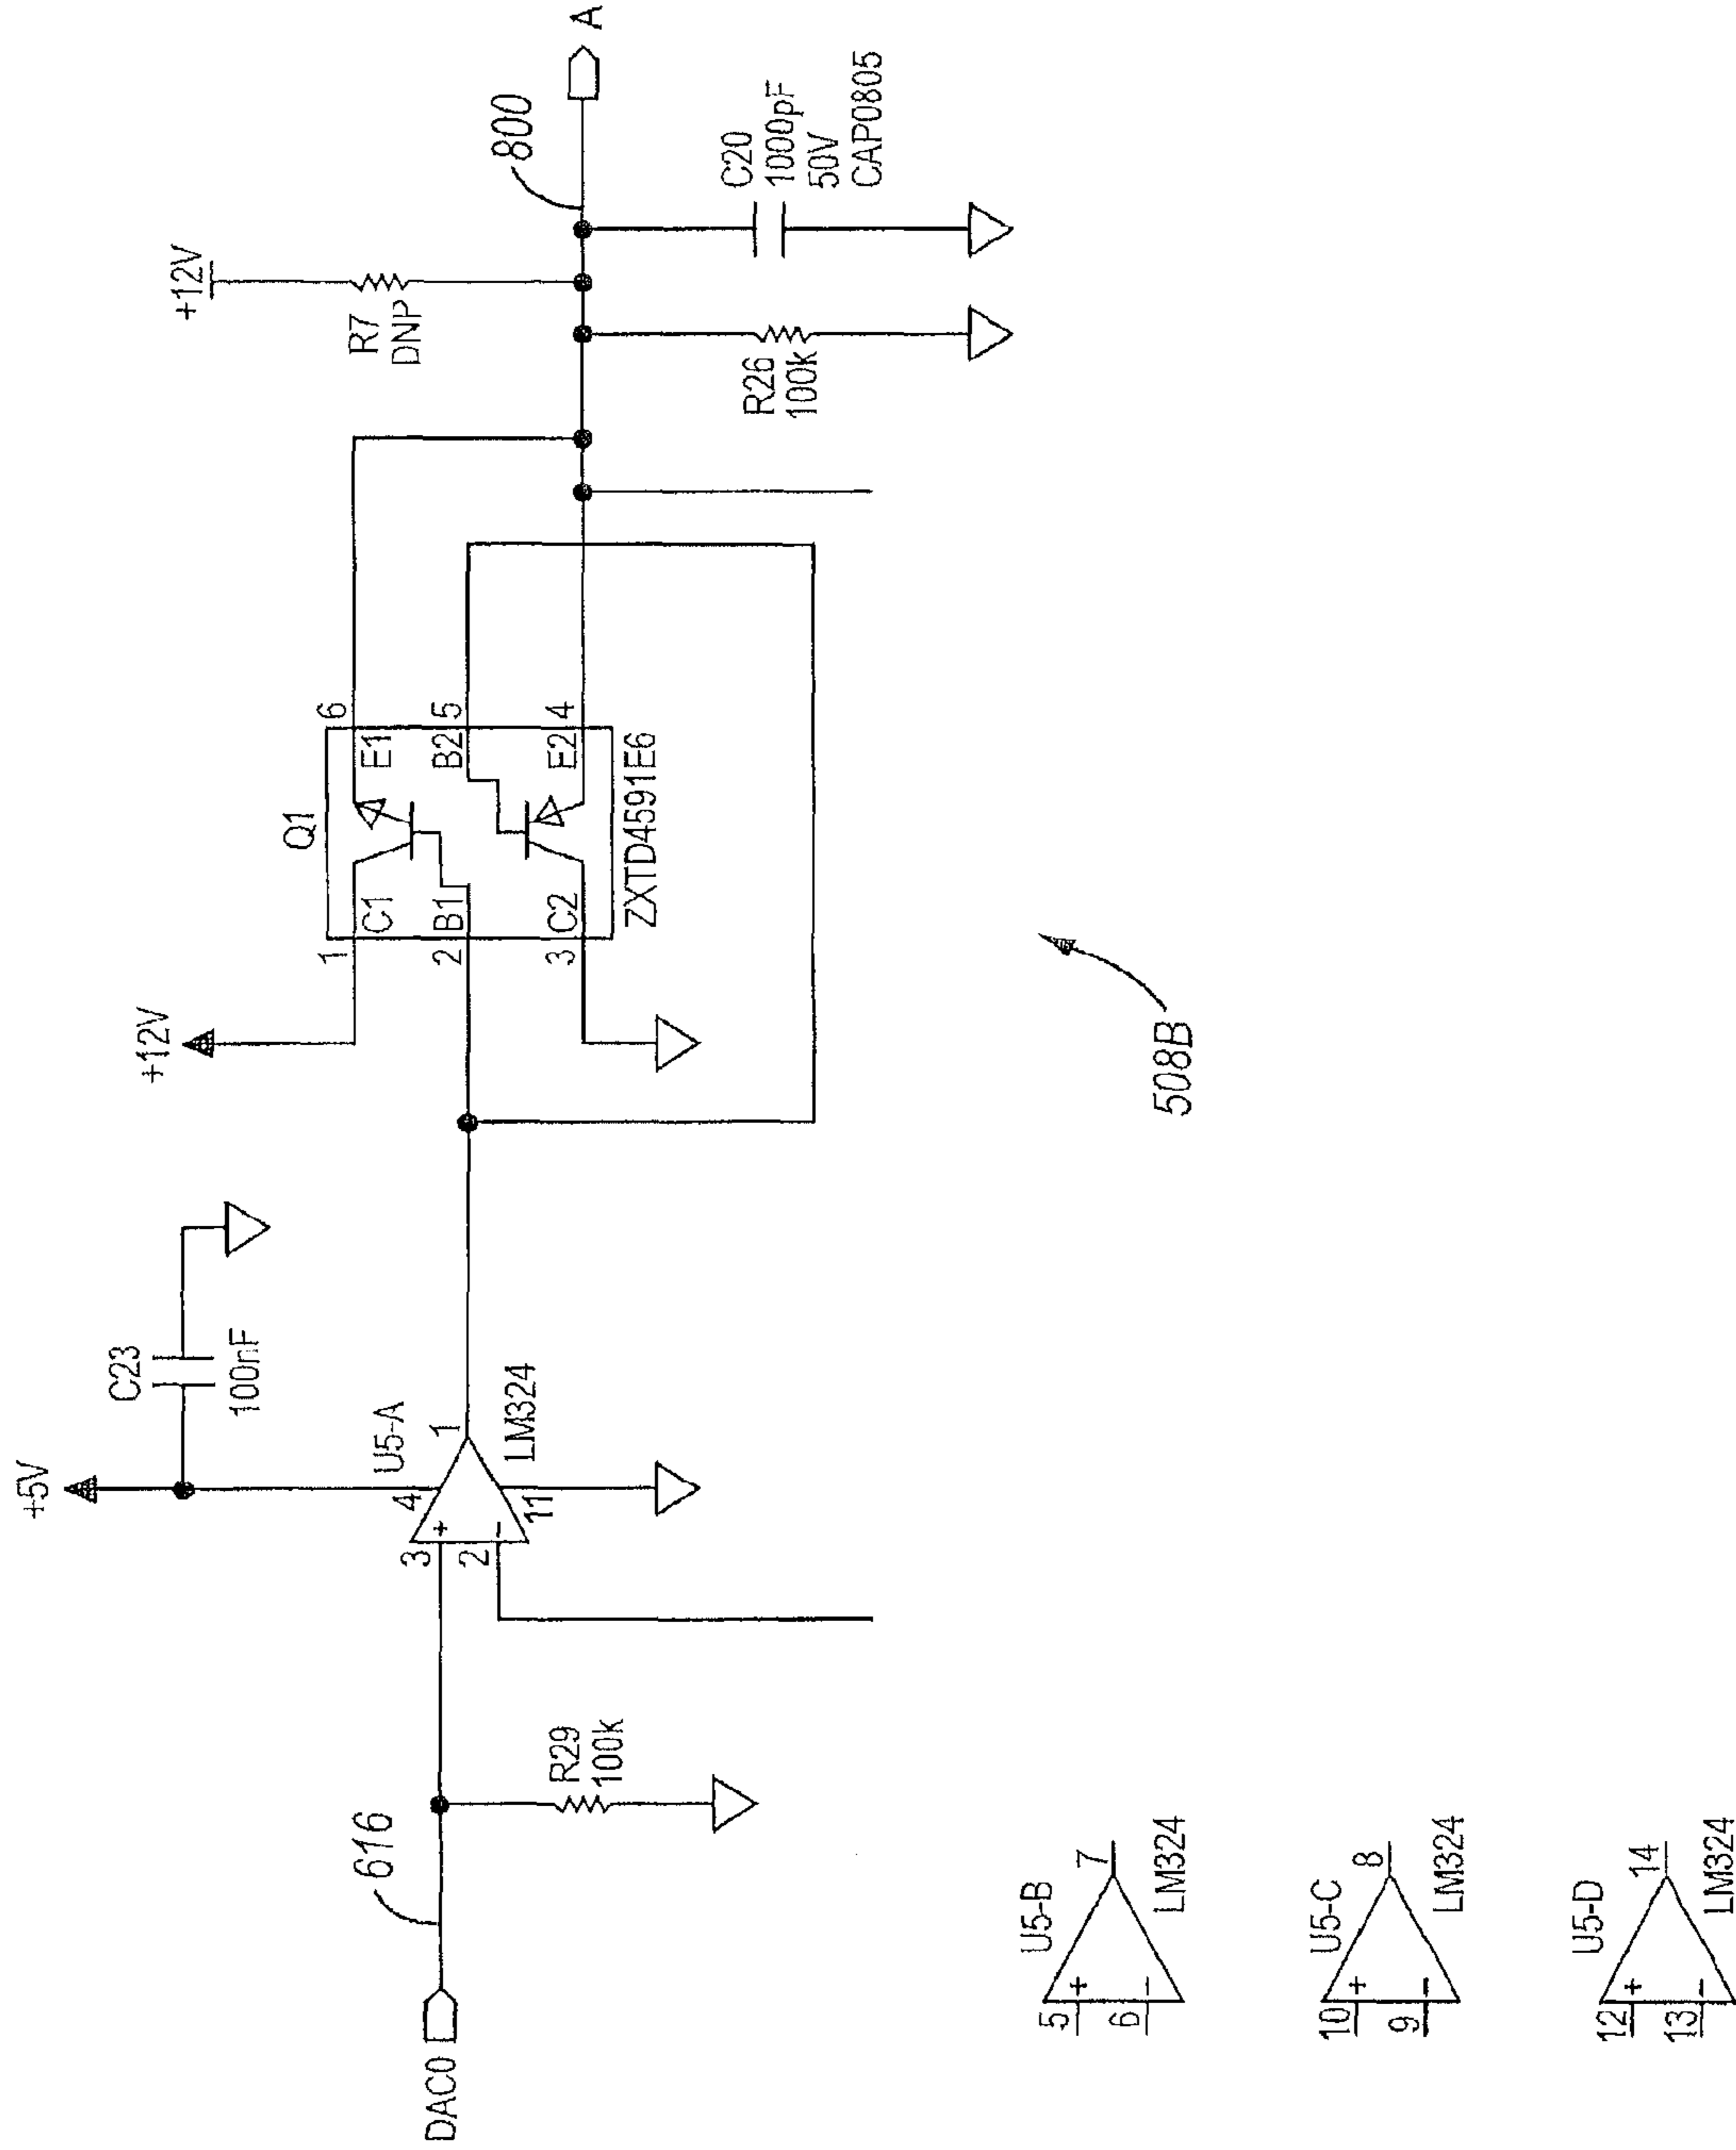 DAC0
616
R29
100k
+5V
C23
100nF
U5-A
3
2
4
11
1
LM324
+12V
Q1
1
2
3
C1
B1
C2
E1
B2
E2
6
5
4
ZXTD4591E6
+12V
R7
DNP
R26
100k
800
A
C20
1000pF
50V
CAP0805
508B
U5-B
5
+
6
-
7
LM324
U5-C
10
+
9
-
8
LM324
U5-D
12
+
13
-
14
LM324